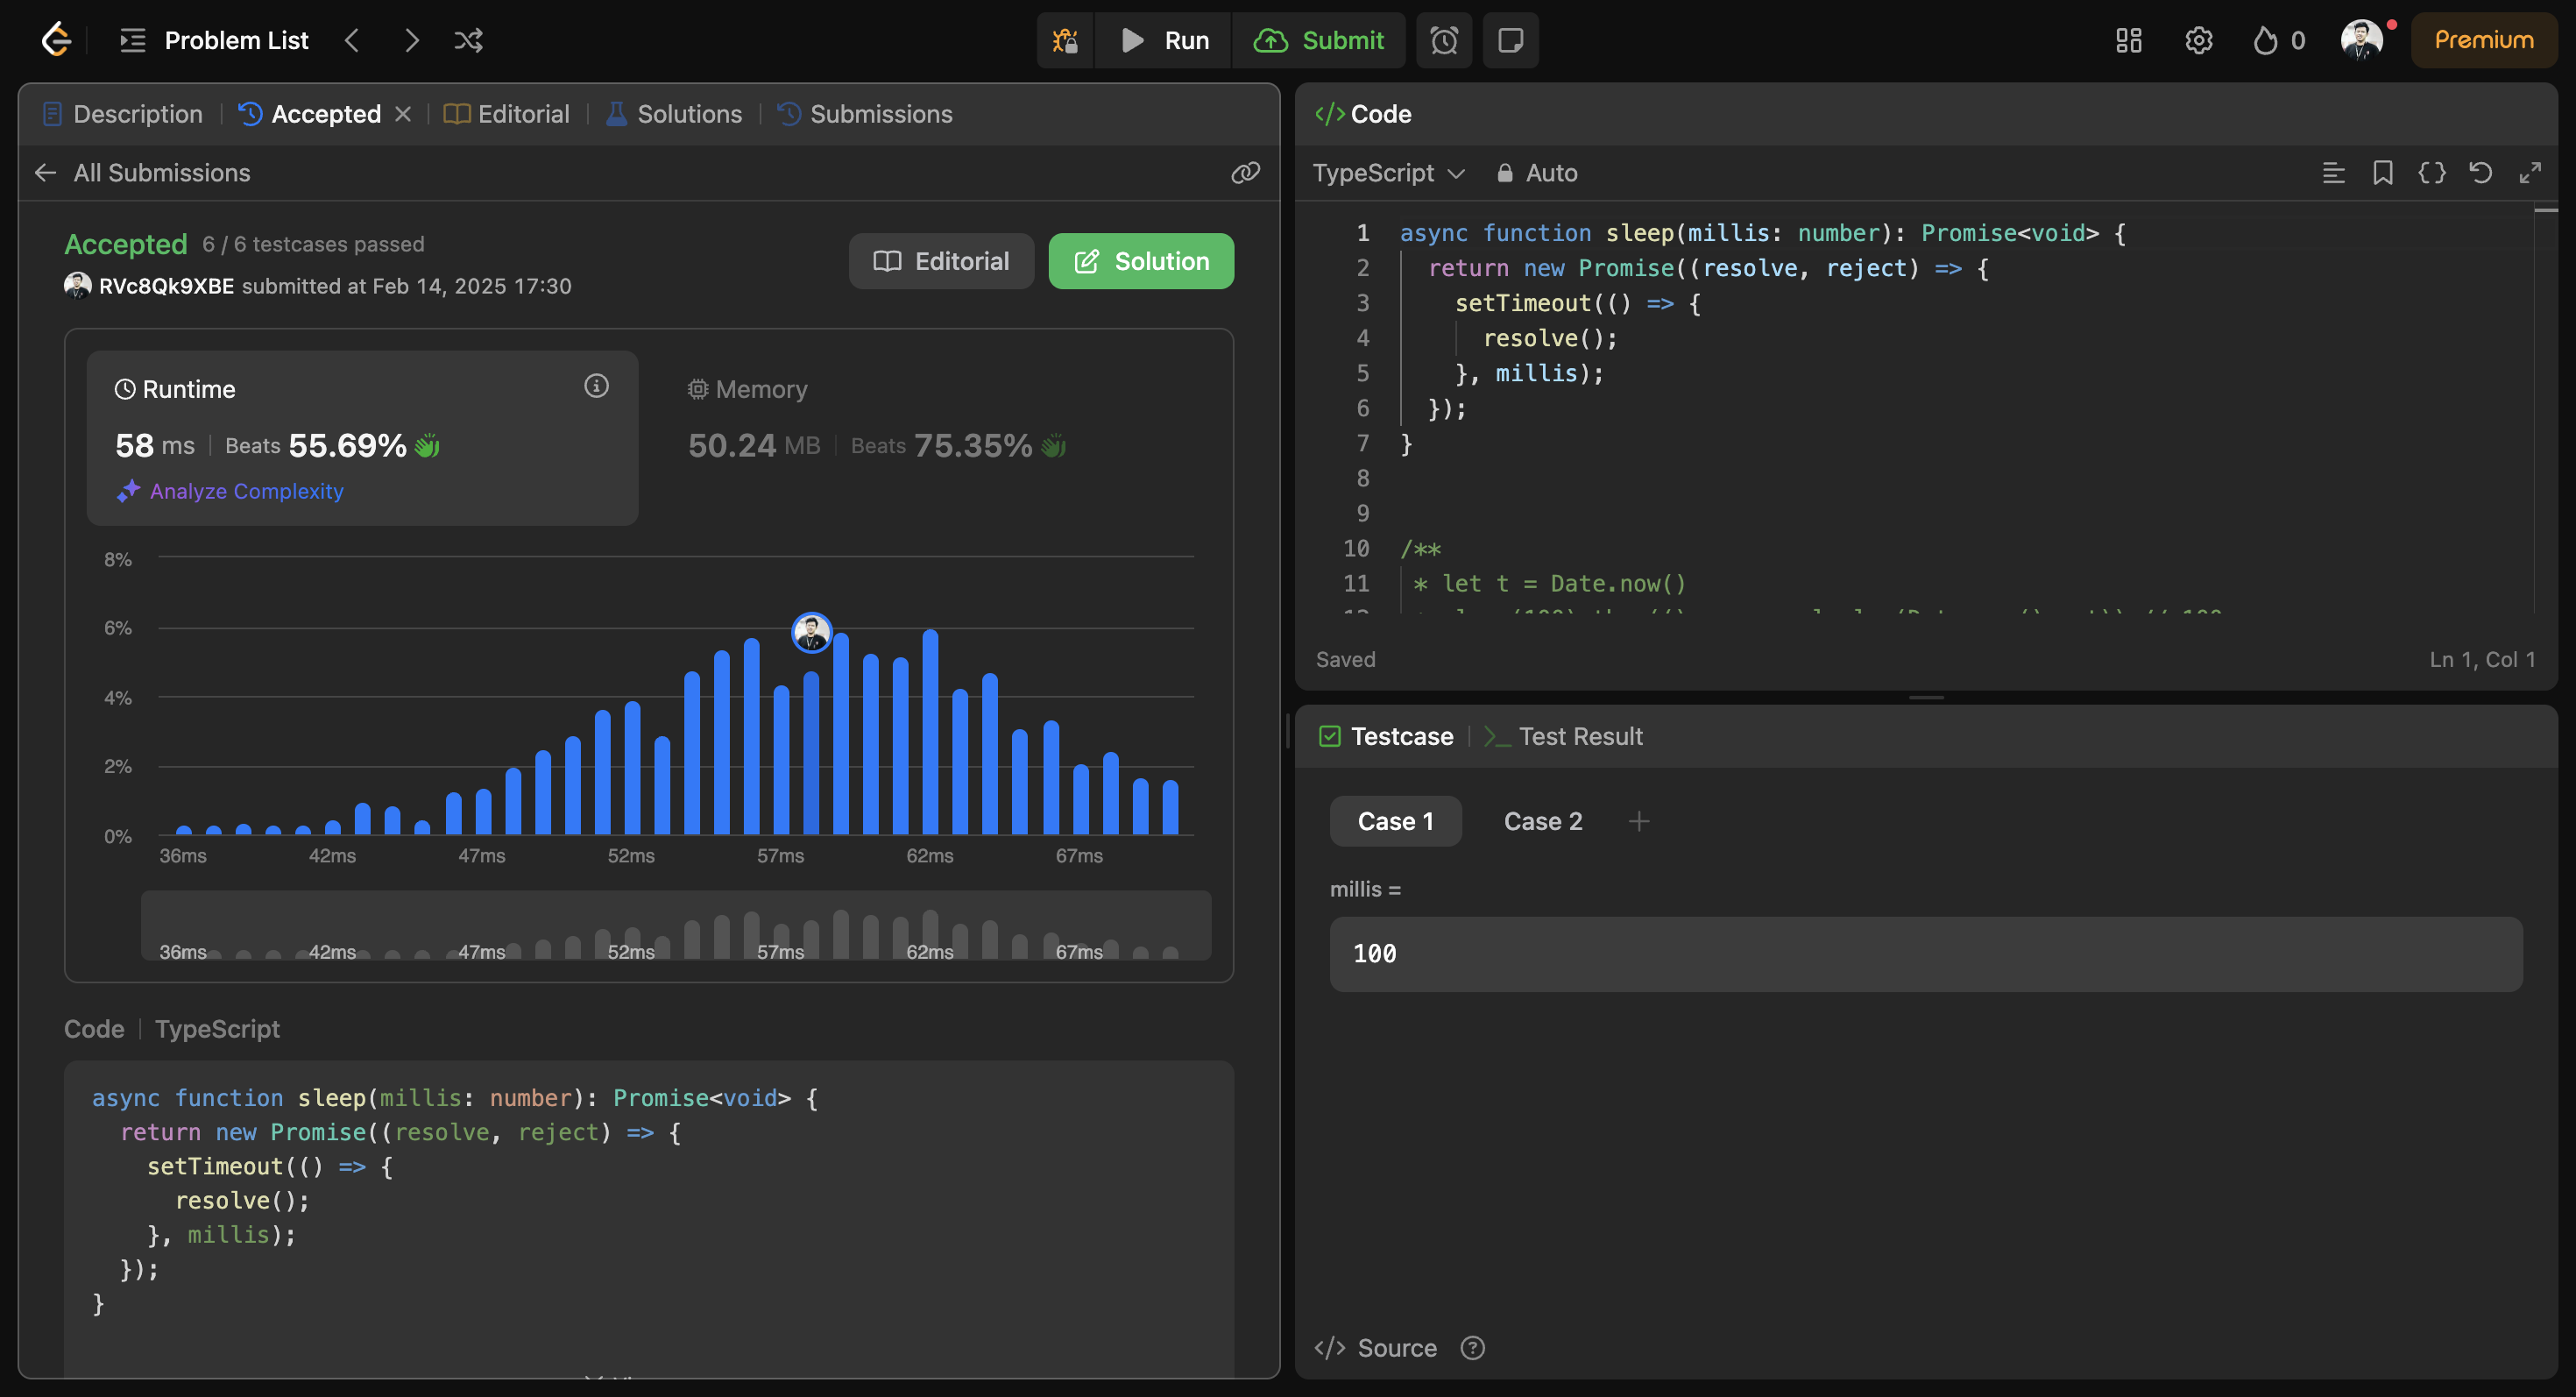 Problem List
Run
Submit
0
Premium
Description
Accepted
Editorial
Solutions
Submissions
All Submissions
Accepted 6 / 6 testcases passed
RVc8Qk9XBE submitted at Feb 14, 2025 17:30
Editorial
Solution
Runtime
58 ms Beats 55.69%
Analyze Complexity
Memory
50.24 MB Beats 75.35%
8%
6%
4%
2%
0%
36ms 42ms 47ms 52ms 57ms 62ms 67ms
36ms 42ms 47ms 52ms 57ms 62ms 67ms
Code TypeScript
async function sleep(millis: number): Promise<void> {
  return new Promise((resolve, reject) => {
    setTimeout(() => {
      resolve();
    }, millis);
  });
}
Code
TypeScript Auto
1 async function sleep(millis: number): Promise<void> {
2   return new Promise((resolve, reject) => {
3     setTimeout(() => {
4       resolve();
5     }, millis);
6   });
7 }
8
9
10 /**
11  * let t = Date.now()
Saved
Ln 1, Col 1
Testcase
Test Result
Case 1
Case 2
millis =
100
Source